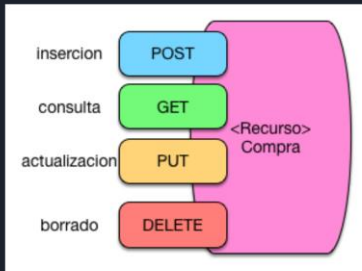 insercion
POST
consulta
GET
<Recurso>
Compra
actualizacion
PUT
borrado
DELETE